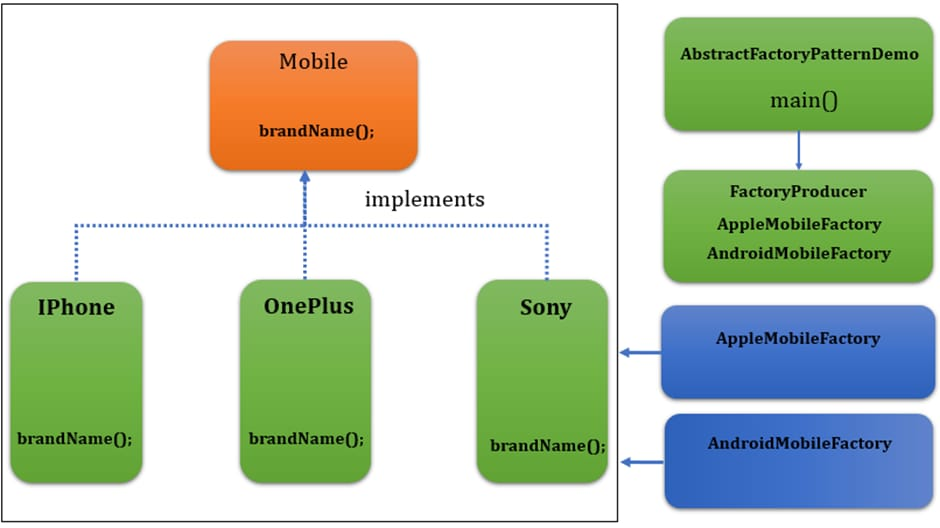 Mobile
brandName();
implements
IPhone
brandName();
OnePlus
brandName();
Sony
brandName();
AbstractFactoryPatternDemo
main()
FactoryProducer
AppleMobileFactory
AndroidMobileFactory
AppleMobileFactory
AndroidMobileFactory